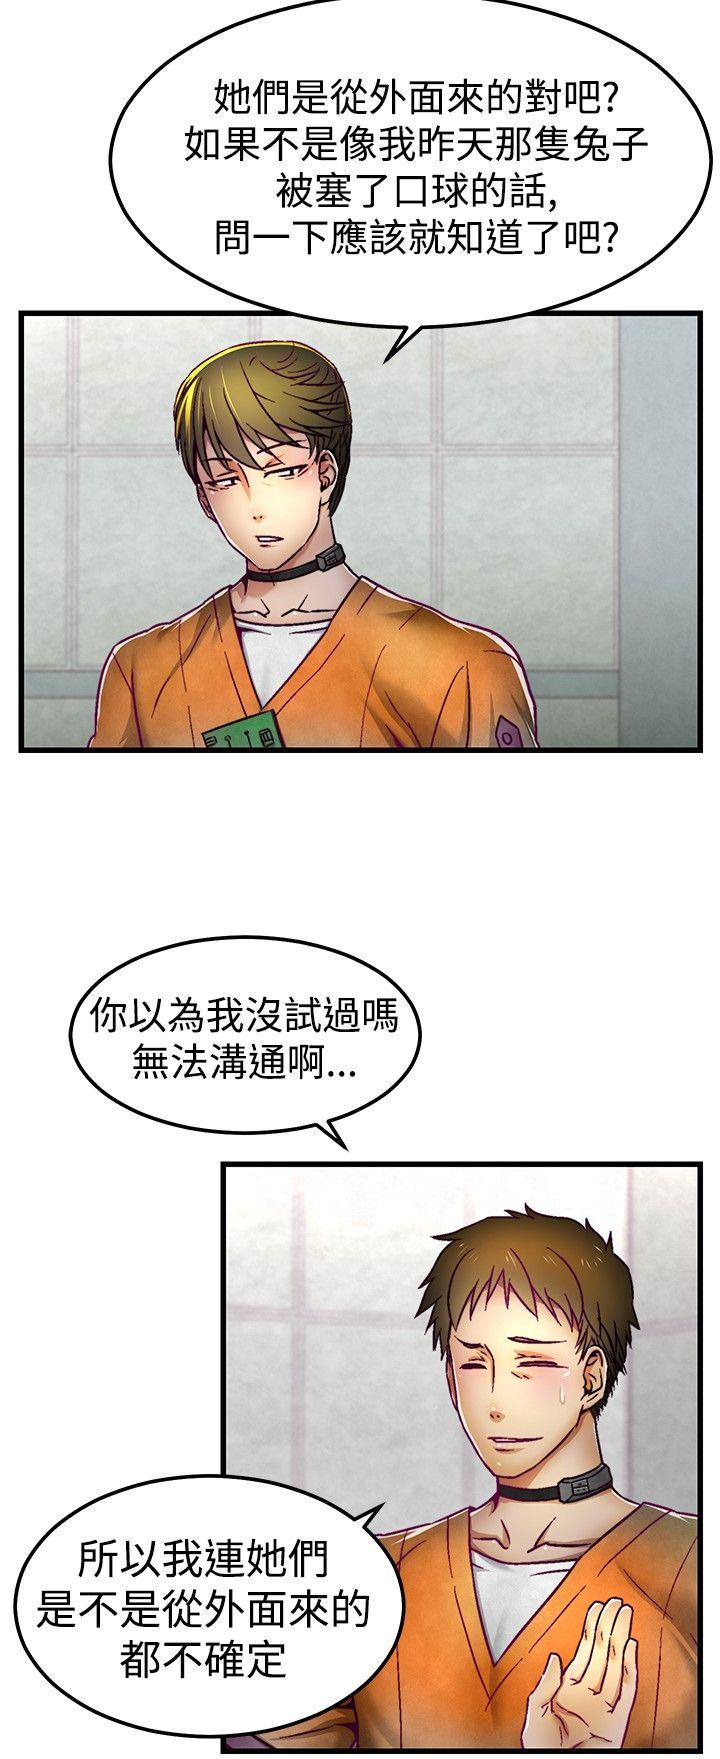 她們是從外面來的對吧?
如果不是像我昨天那隻兔子
被塞了口球的話,
問一下應該就知道了吧?
你以為我沒試過嗎
無法溝通啊...
所以我連她們
是不是從外面來的
都不確定